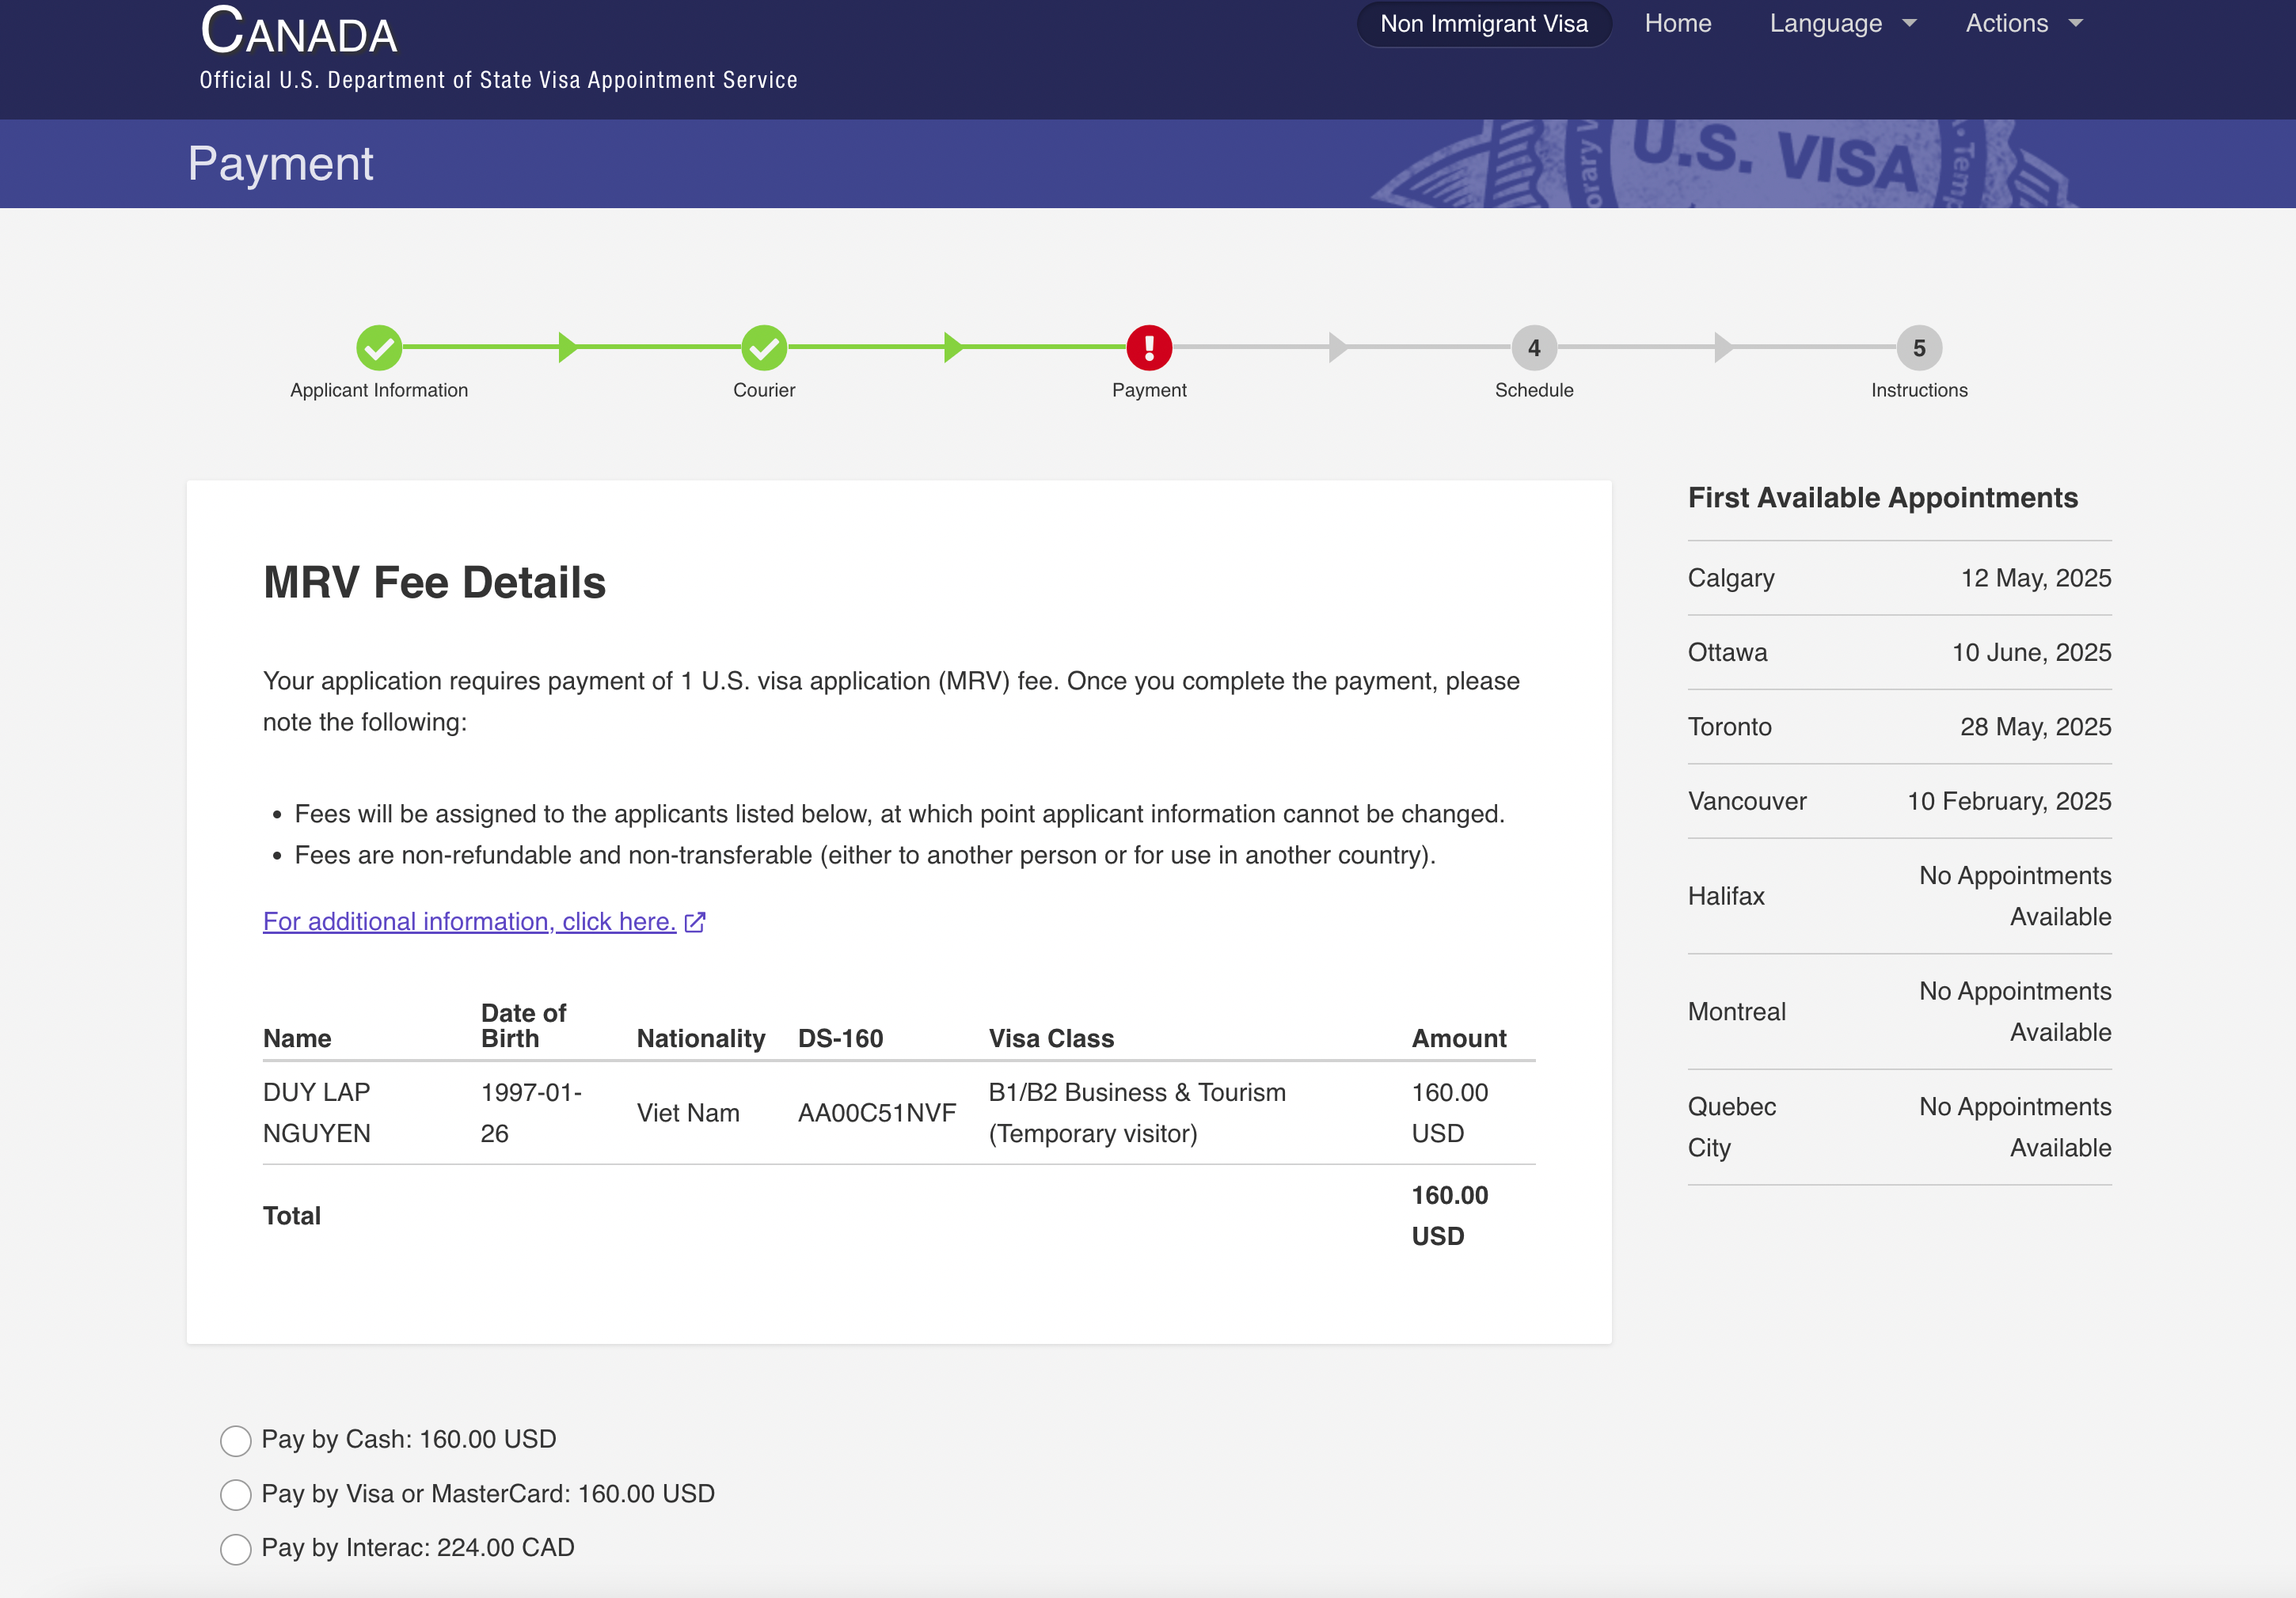 CANADA
Official U.S. Department of State Visa Appointment Service
Non Immigrant Visa
Home
Language
Actions
Payment
U.S. VISA
Applicant Information
Courier
Payment
4
Schedule
5
Instructions
MRV Fee Details
Your application requires payment of 1 U.S. visa application (MRV) fee. Once you complete the payment, please
note the following:
• Fees will be assigned to the applicants listed below, at which point applicant information cannot be changed.
• Fees are non-refundable and non-transferable (either to another person or for use in another country).
For additional information, click here.
Name Date of Birth Nationality DS-160 Visa Class Amount
DUY LAP 1997-01- Viet Nam AA00C51NVF B1/B2 Business & Tourism 160.00
NGUYEN 26 (Temporary visitor) USD
Total 160.00
USD
First Available Appointments
Calgary 12 May, 2025
Ottawa 10 June, 2025
Toronto 28 May, 2025
Vancouver 10 February, 2025
Halifax No Appointments
Available
Montreal No Appointments
Available
Quebec No Appointments
City Available
Pay by Cash: 160.00 USD
Pay by Visa or MasterCard: 160.00 USD
Pay by Interac: 224.00 CAD